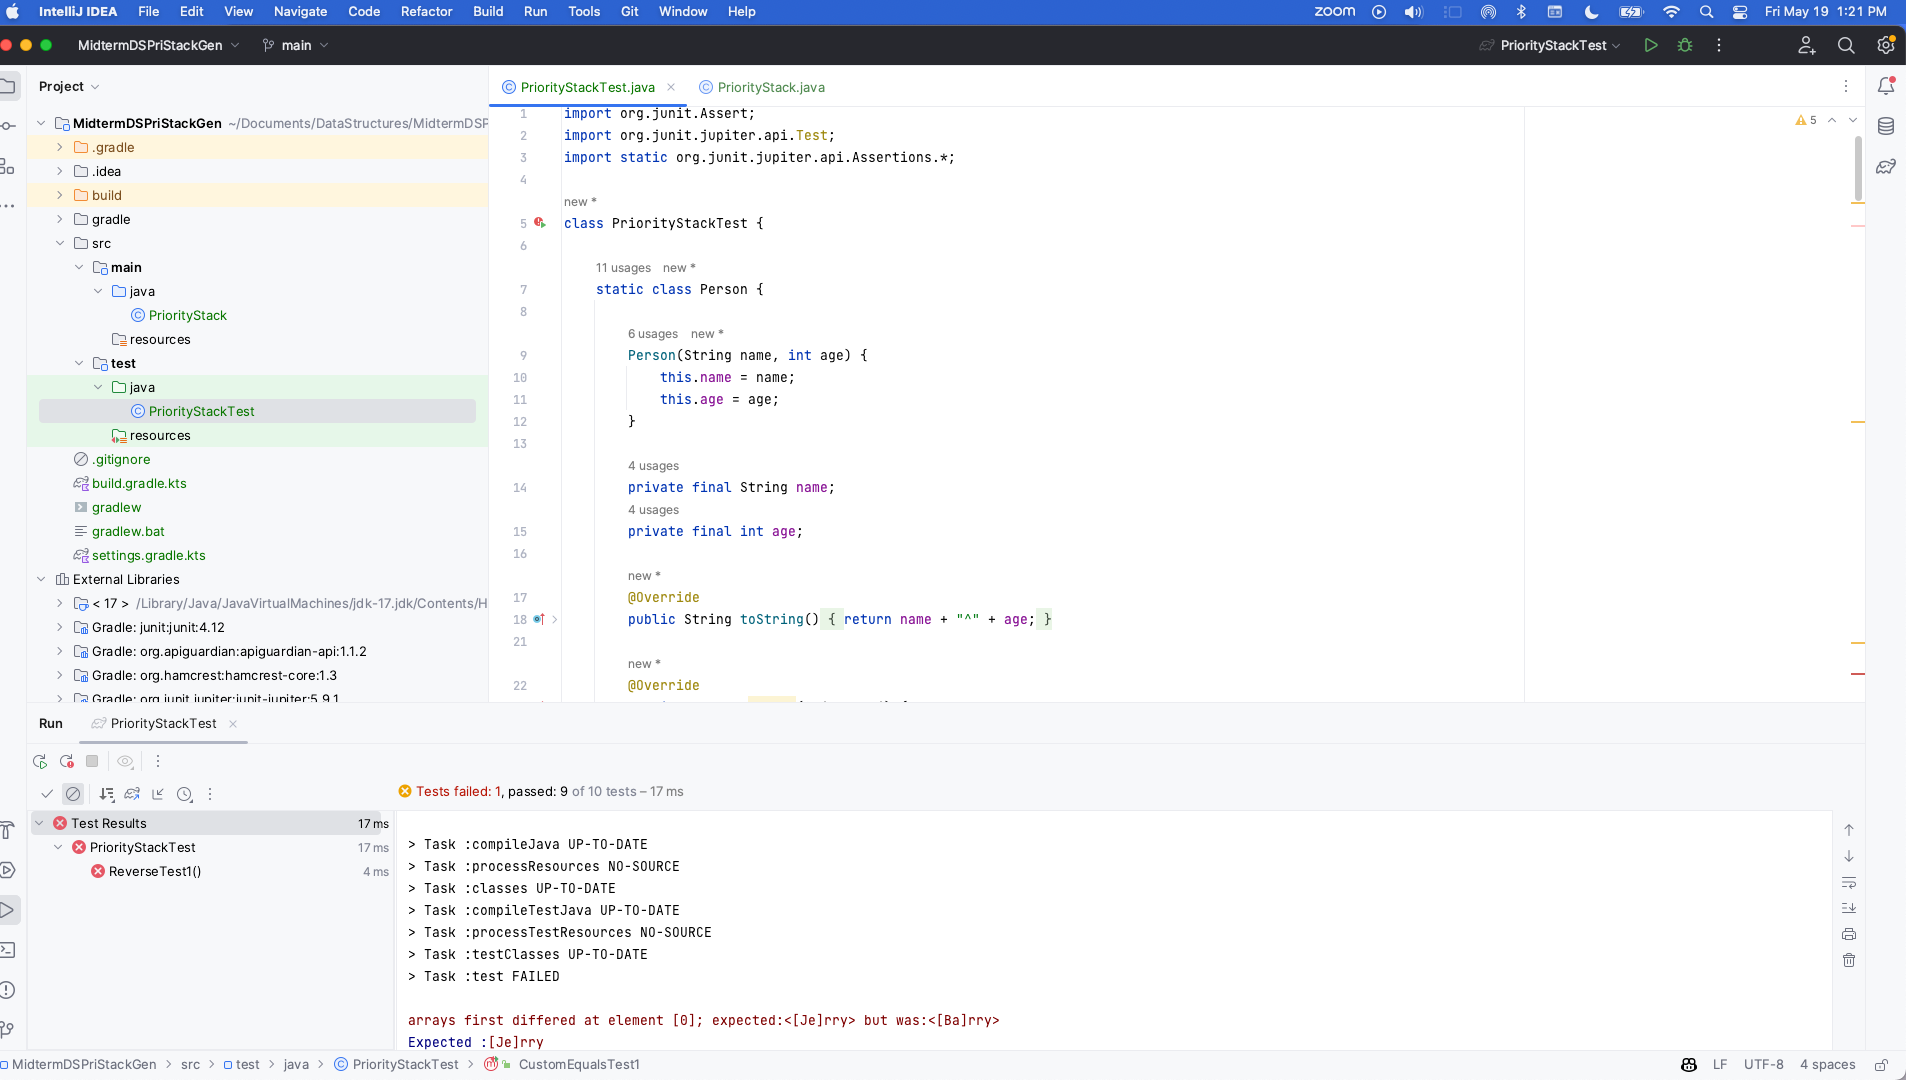 IntelliJ IDEA File Edit View Navigate Code Refactor Build Run Tools Git Window Help zoom Fri May 19 1:21 PM
MidtermDSPriStackGen main PriorityStackTest
Project
PriorityStackTest.java PriorityStack.java
MidtermDSPriStackGen ~/Documents/DataStructures/MidtermDSP
.gradle
.idea
build
gradle
src
main
java
PriorityStack
resources
test
java
PriorityStackTest
resources
.gitignore
build.gradle.kts
gradlew
gradlew.bat
settings.gradle.kts
External Libraries
< 17 > /Library/Java/JavaVirtualMachines/jdk-17.jdk/Contents/H
Gradle: junit:junit:4.12
Gradle: org.apiguardian:apiguardian-api:1.1.2
Gradle: org.hamcrest:hamcrest-core:1.3
Gradle: org.junit.jupiter:junit-jupiter:5.9.1
5
1 import org.junit.Assert;
2 import org.junit.jupiter.api.Test;
3 import static org.junit.jupiter.api.Assertions.*;
4
new *
5 class PriorityStackTest {
6
11 usages new *
7 static class Person {
8
6 usages new *
9 Person(String name, int age) {
10 this.name = name;
11 this.age = age;
12 }
13
4 usages
14 private final String name;
4 usages
15 private final int age;
16
new *
17 @Override
18 public String toString() { return name + "^" + age; }
21
new *
22 @Override
Run PriorityStackTest
Tests failed: 1, passed: 9 of 10 tests – 17 ms
Test Results 17 ms
PriorityStackTest 17 ms
ReverseTest1() 4 ms
> Task :compileJava UP-TO-DATE
> Task :processResources NO-SOURCE
> Task :classes UP-TO-DATE
> Task :compileTestJava UP-TO-DATE
> Task :processTestResources NO-SOURCE
> Task :testClasses UP-TO-DATE
> Task :test FAILED
arrays first differed at element [0]; expected:<[Je]rry> but was:<[Ba]rry>
Expected :[Je]rry
MidtermDSPriStackGen > src > test > java > PriorityStackTest > CustomEqualsTest1 LF UTF-8 4 spaces